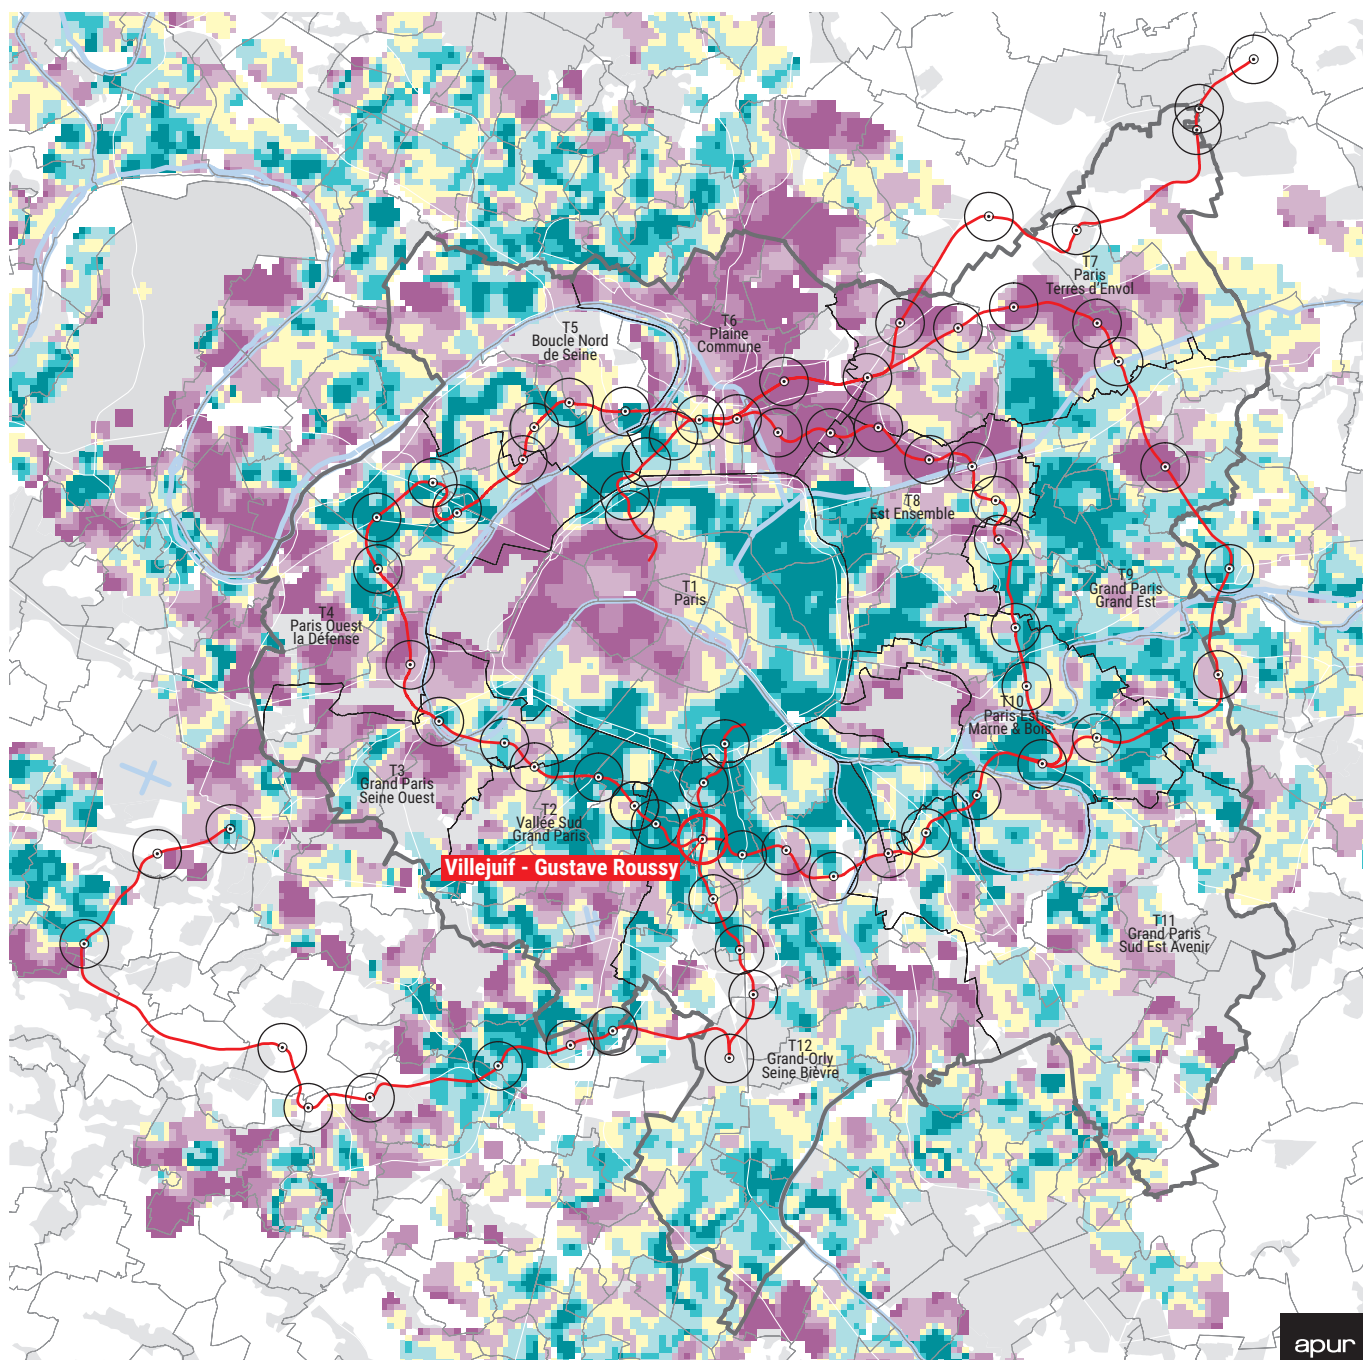 T7
Paris
Terres d'Envol
T5
Boucle Nord
de Seine
T6
Plaine
Commune
T8
Est Ensemble
T1
Paris
T9
Grand Paris
Grand Est
T4
Paris Ouest
la Défense
T10
Paris Est
Marne & Bois
T3
Grand Paris
Seine Ouest
T2
Vallée Sud
Grand Paris
Villejuif - Gustave Roussy
T11
Grand Paris
Sud Est Avenir
T12
Grand-Orly
Seine Bièvre
apur